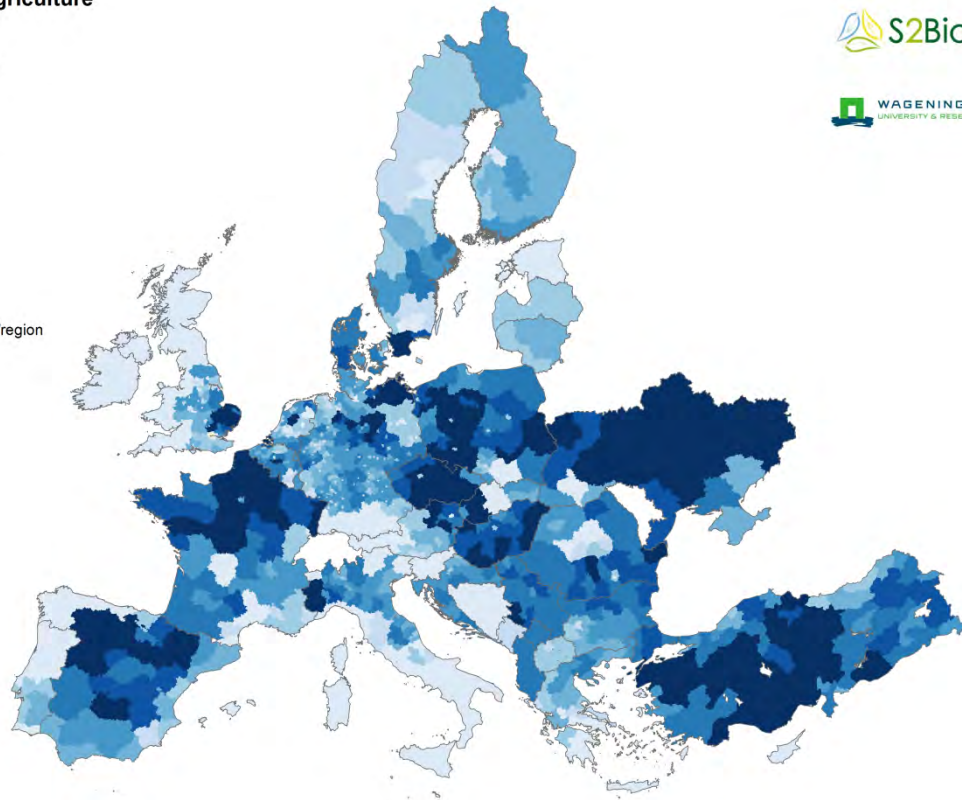 griculture
S2Bio
WAGENING
UNIVERSITY & RESE
/region